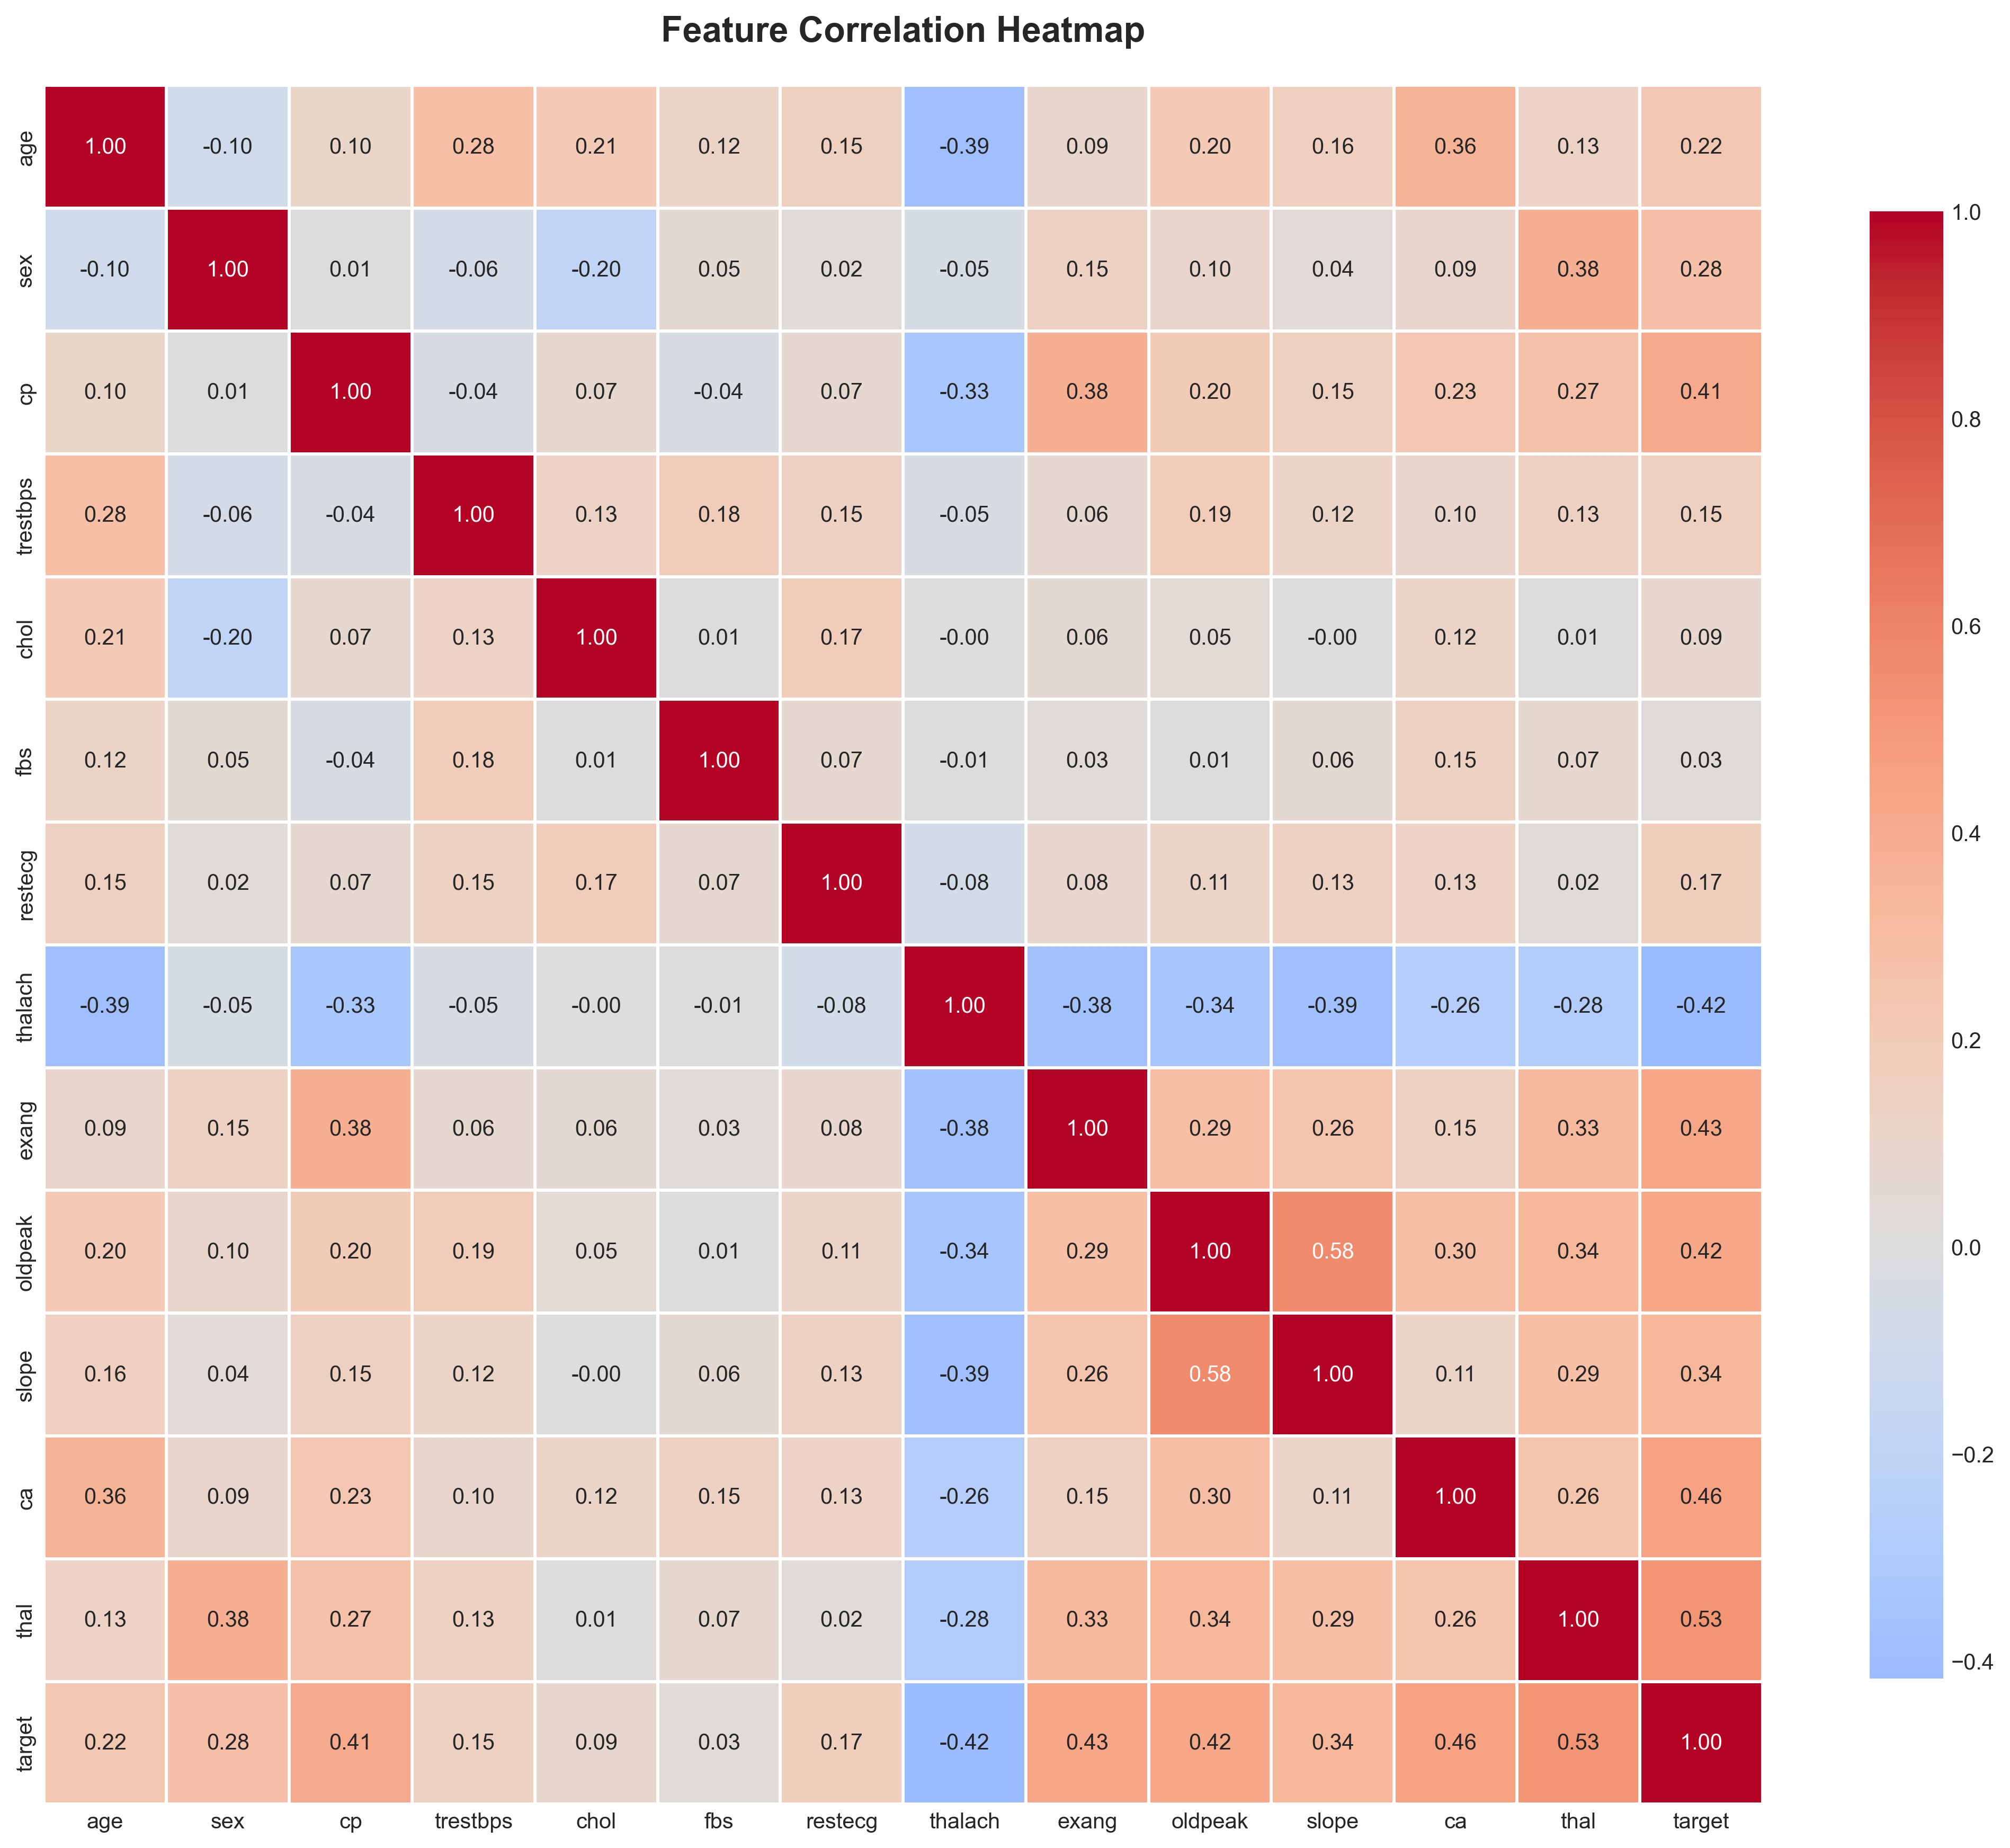 Feature Correlation Heatmap
age 1.00 -0.10 0.10 0.28 0.21 0.12 0.15 -0.39 0.09 0.20 0.16 0.36 0.13 0.22
sex -0.10 1.00 0.01 -0.06 -0.20 0.05 0.02 -0.05 0.15 0.10 0.04 0.09 0.38 0.28
cp 0.10 0.01 1.00 -0.04 0.07 -0.04 0.07 -0.33 0.38 0.20 0.15 0.23 0.27 0.41
trestbps 0.28 -0.06 -0.04 1.00 0.13 0.18 0.15 -0.05 0.06 0.19 0.12 0.10 0.13 0.15
chol 0.21 -0.20 0.07 0.13 1.00 0.01 0.17 -0.00 0.06 0.05 -0.00 0.12 0.01 0.09
fbs 0.12 0.05 -0.04 0.18 0.01 1.00 0.07 -0.01 0.03 0.01 0.06 0.15 0.07 0.03
restecg 0.15 0.02 0.07 0.15 0.17 0.07 1.00 -0.08 0.08 0.11 0.13 0.13 0.02 0.17
thalach -0.39 -0.05 -0.33 -0.05 -0.00 -0.01 -0.08 1.00 -0.38 -0.34 -0.39 -0.26 -0.28 -0.42
exang 0.09 0.15 0.38 0.06 0.06 0.03 0.08 -0.38 1.00 0.29 0.26 0.15 0.33 0.43
oldpeak 0.20 0.10 0.20 0.19 0.05 0.01 0.11 -0.34 0.29 1.00 0.58 0.30 0.34 0.42
slope 0.16 0.04 0.15 0.12 -0.00 0.06 0.13 -0.39 0.26 0.58 1.00 0.11 0.29 0.34
ca 0.36 0.09 0.23 0.10 0.12 0.15 0.13 -0.26 0.15 0.30 0.11 1.00 0.26 0.46
thal 0.13 0.38 0.27 0.13 0.01 0.07 0.02 -0.28 0.33 0.34 0.29 0.26 1.00 0.53
target 0.22 0.28 0.41 0.15 0.09 0.03 0.17 -0.42 0.43 0.42 0.34 0.46 0.53 1.00
age sex cp trestbps chol fbs restecg thalach exang oldpeak slope ca thal target
1.0
0.8
0.6
0.4
0.2
0.0
−0.2
−0.4